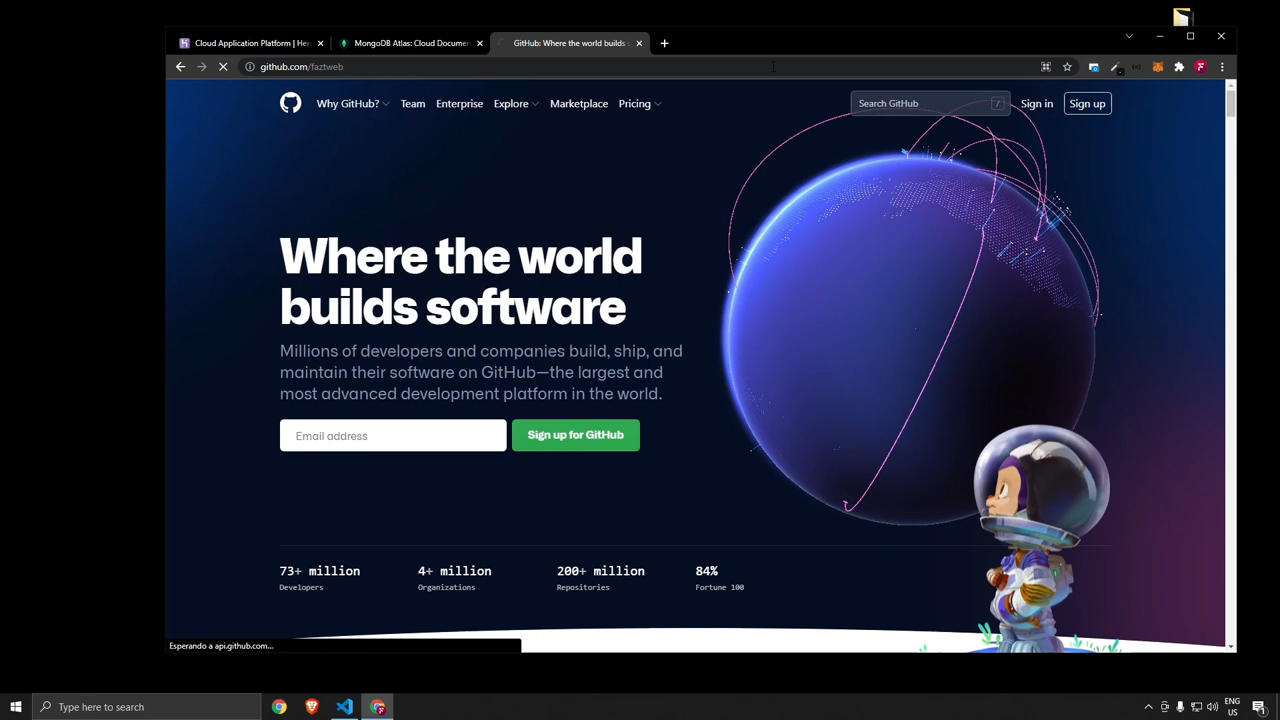 Cloud Application Platform | Her
MongoDB Atlas: Cloud Documen
GitHub: Where the world builds s
github.com/faztweb
Why GitHub?
Team
Enterprise
Explore
Marketplace
Pricing
Search GitHub
/
Sign in
Sign up
Where the world
builds software
Millions of developers and companies build, ship, and
maintain their software on GitHub—the largest and
most advanced development platform in the world.
Email address
Sign up for GitHub
73+ million
Developers
4+ million
Organizations
200+ million
Repositories
84%
Fortune 100
Esperando a api.github.com...
Type here to search
ENG
US